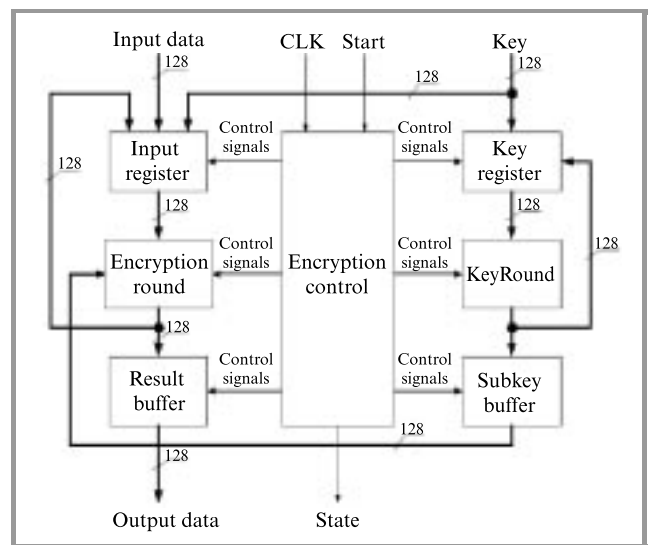 Input data
CLK
Start
Key
128
128
128
Control
signals
Control
signals
Input
register
Key
register
128
128
128
128
Control
signals
Control
signals
Encryption
round
Encryption
control
KeyRound
128
Control
signals
Control
signals
Result
buffer
Subkey
buffer
128
128
Output data
State